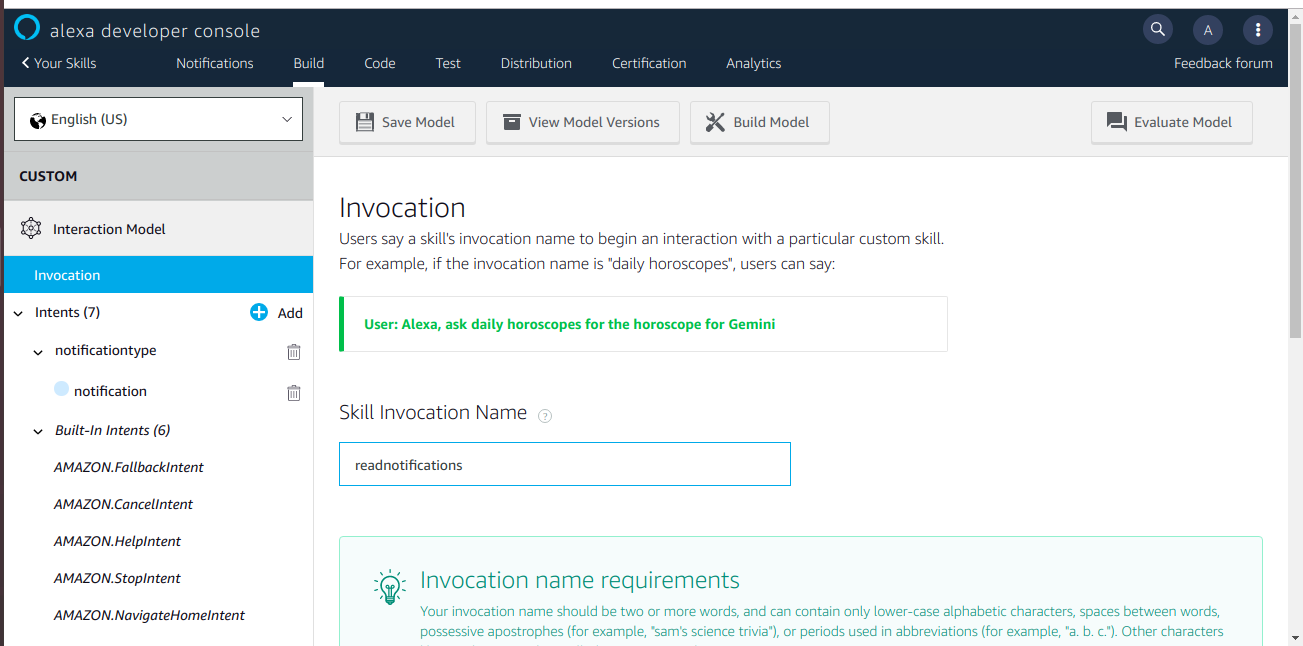 alexa developer console
A
Your Skills
Notifications
Build
Code
Test
Distribution
Certification
Analytics
Feedback forum
English (US)
Save Model
View Model Versions
Build Model
Evaluate Model
CUSTOM
Interaction Model
Invocation
Intents (7)
Add
notificationtype
notification
Built-In Intents (6)
AMAZON.FallbackIntent
AMAZON.CancelIntent
AMAZON.HelpIntent
AMAZON.StopIntent
AMAZON.NavigateHomeIntent
Invocation
Users say a skill's invocation name to begin an interaction with a particular custom skill.
For example, if the invocation name is "daily horoscopes", users can say:
User: Alexa, ask daily horoscopes for the horoscope for Gemini
Skill Invocation Name ?
readnotifications
Invocation name requirements
Your invocation name should be two or more words, and can contain only lower-case alphabetic characters, spaces between words,
possessive apostrophes (for example, "sam's science trivia"), or periods used in abbreviations (for example, "a. b. c."). Other characters